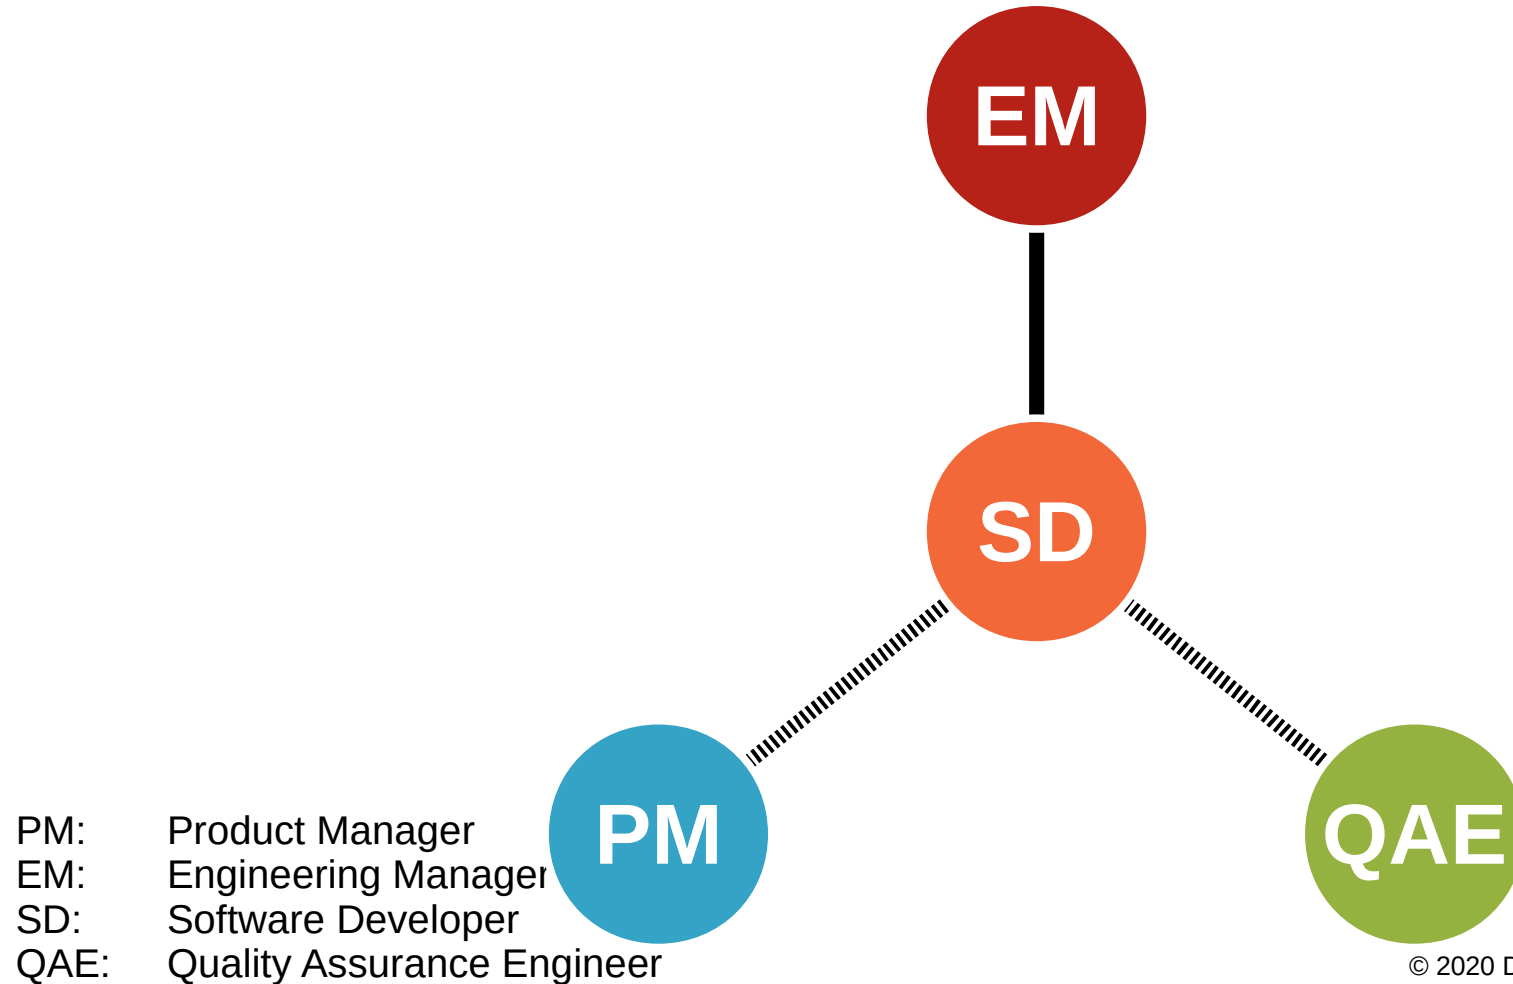 EM
SD
PM
QAE
PM: Product Manager
EM: Engineering Manager
SD: Software Developer
QAE: Quality Assurance Engineer
© 2020